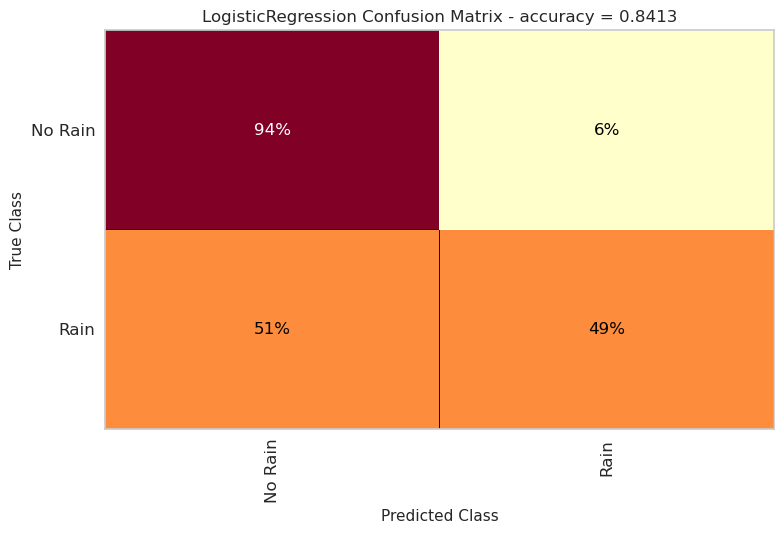 LogisticRegression Confusion Matrix - accuracy = 0.8413
No Rain
94%
6%
True Class
Rain
51%
49%
No Rain
Rain
Predicted Class